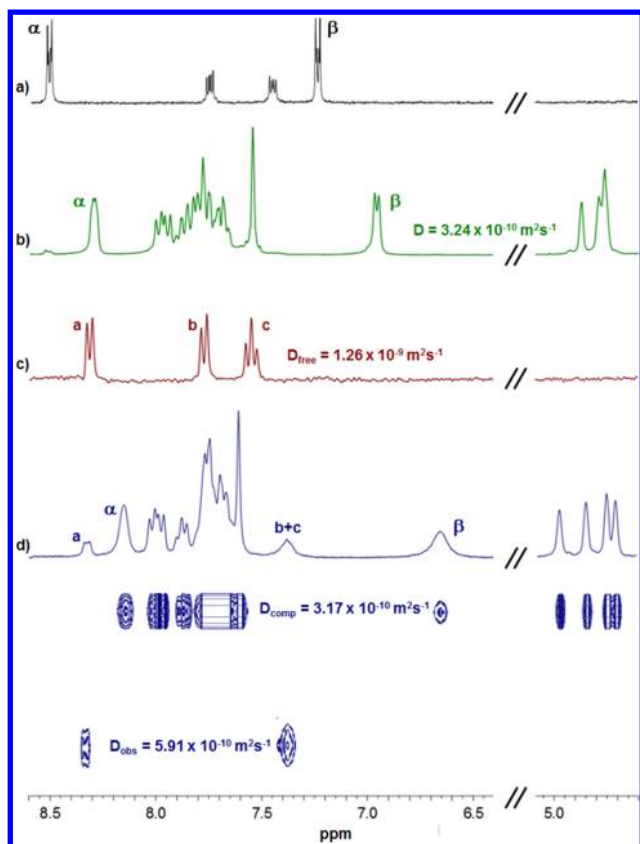 α β
a)
α β
D = 3.24 x 10⁻¹⁰ m²s⁻¹
b)
a b c
D_free = 1.26 x 10⁻⁹ m²s⁻¹
c)
α
a b+c β
d)
D_comp = 3.17 x 10⁻¹⁰ m²s⁻¹
D_obs = 5.91 x 10⁻¹⁰ m²s⁻¹
8.5 8.0 7.5 7.0 6.5 5.0
ppm